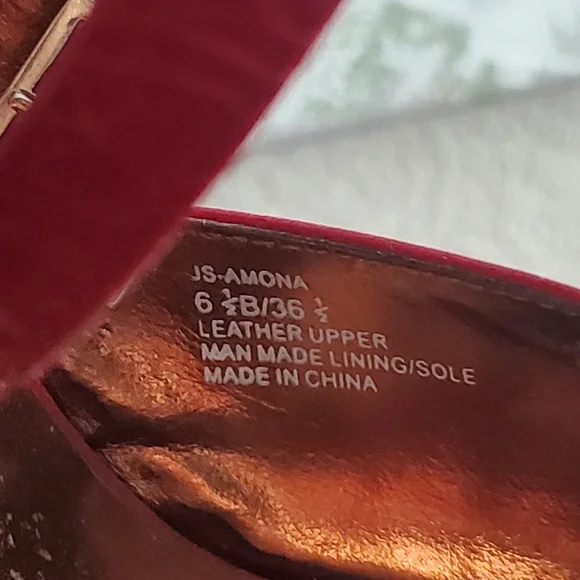 JS-AMONA
6 ½B/36 ½
LEATHER UPPER
MAN MADE LINING/SOLE
MADE IN CHINA